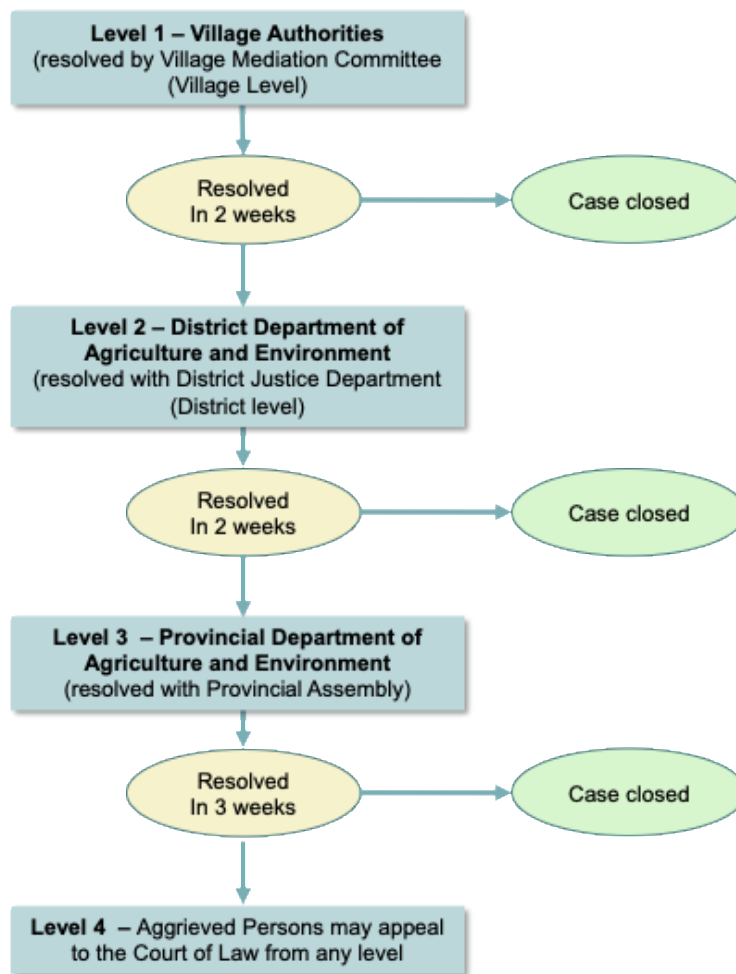 Level 1 – Village Authorities
(resolved by Village Mediation Committee
(Village Level)
Resolved
In 2 weeks
Case closed
Level 2 – District Department of
Agriculture and Environment
(resolved with District Justice Department
(District level)
Resolved
In 2 weeks
Case closed
Level 3 – Provincial Department of
Agriculture and Environment
(resolved with Provincial Assembly)
Resolved
In 3 weeks
Case closed
Level 4 – Aggrieved Persons may appeal
to the Court of Law from any level